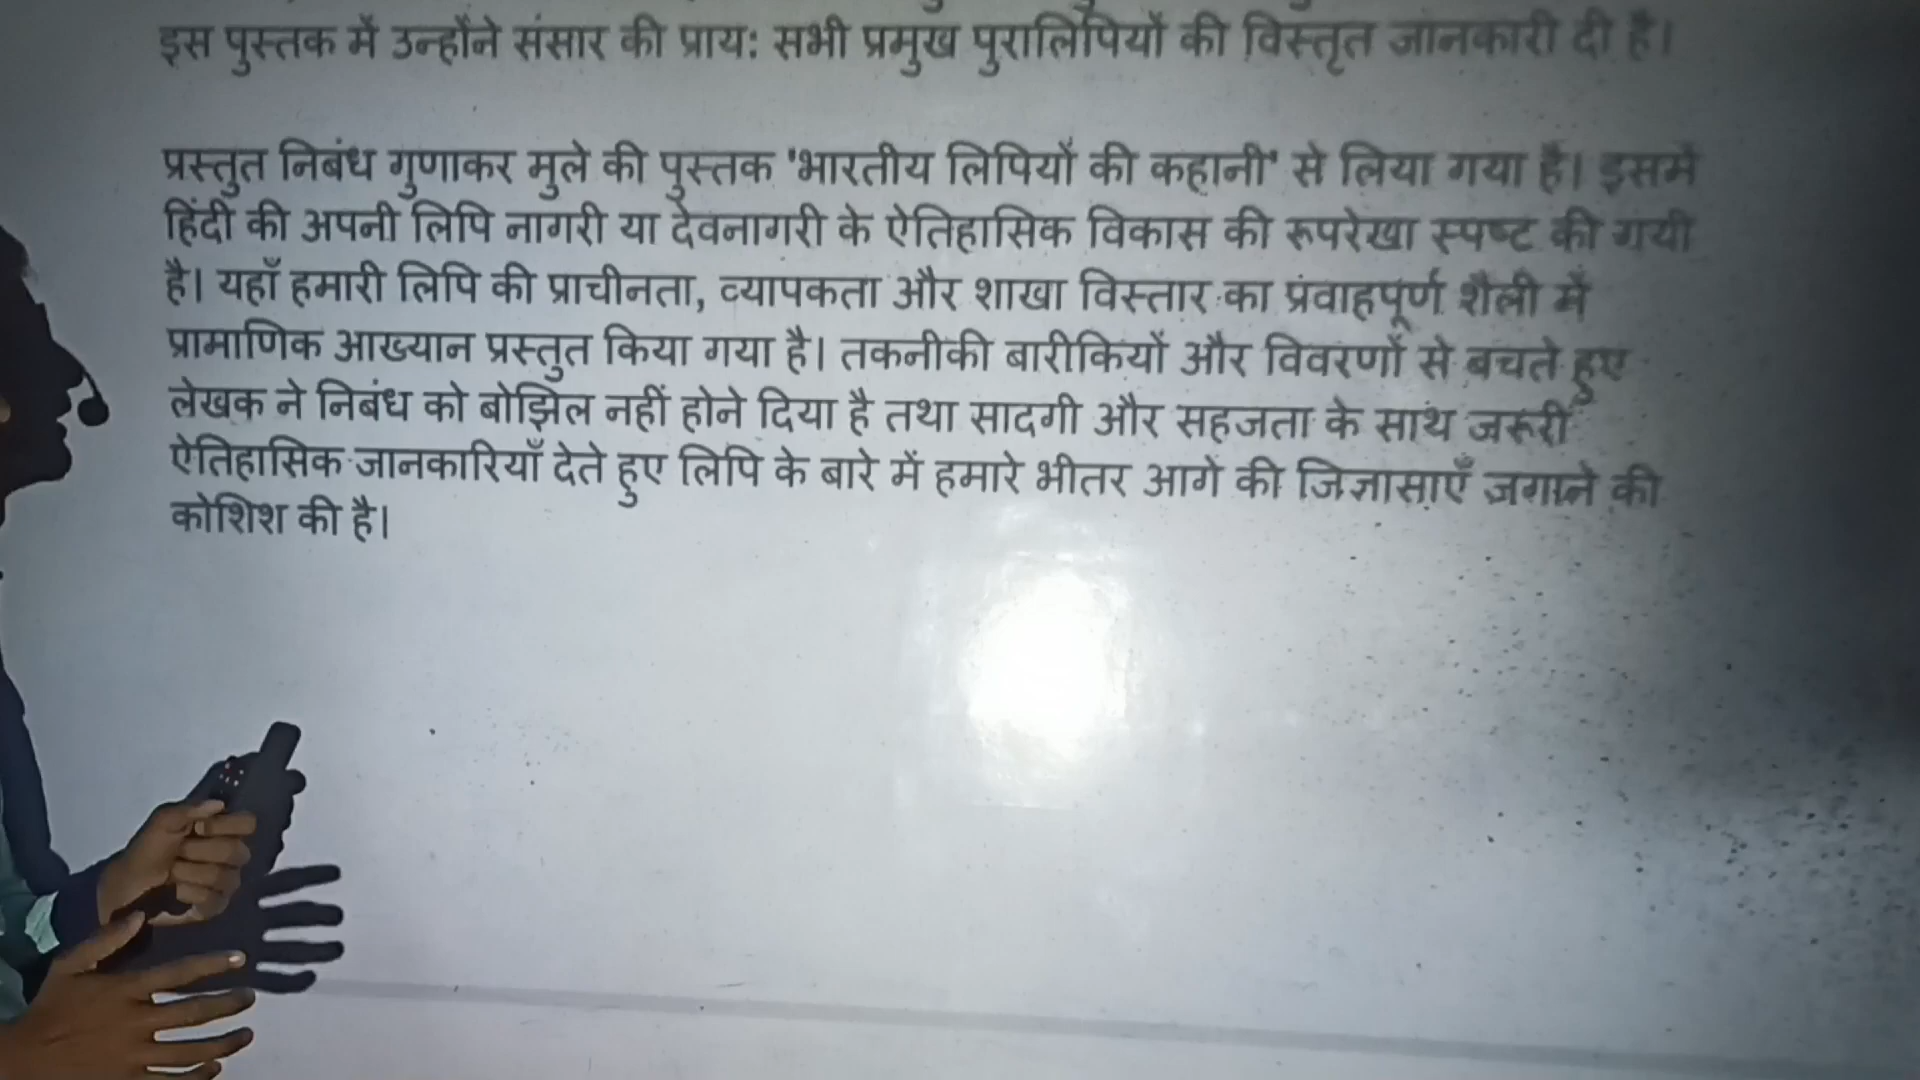 इस पुस्तक में उन्होंने संसार की प्राय: सभी प्रमुख पुरालिपियों की विस्तृत जानकारी दी है।
प्रस्तुत निबंध गुणाकर मुले की पुस्तक 'भारतीय लिपियों की कहानी' से लिया गया है। इसमें
हिंदी की अपनी लिपि नागरी या देवनागरी के ऐतिहासिक विकास की रूपरेखा स्पष्ट की गयी
है। यहाँ हमारी लिपि की प्राचीनता, व्यापकता और शाखा विस्तार का प्रवाहपूर्ण शैली में
प्रामाणिक आख्यान प्रस्तुत किया गया है। तकनीकी बारीकियों और विवरणों से बचते हुए
लेखक ने निबंध को बोझिल नहीं होने दिया है तथा सादगी और सहजता के साथ जरूरी
ऐतिहासिक जानकारियाँ देते हुए लिपि के बारे में हमारे भीतर आगे की जिज्ञासाएँ जगाने की
कोशिश की है।